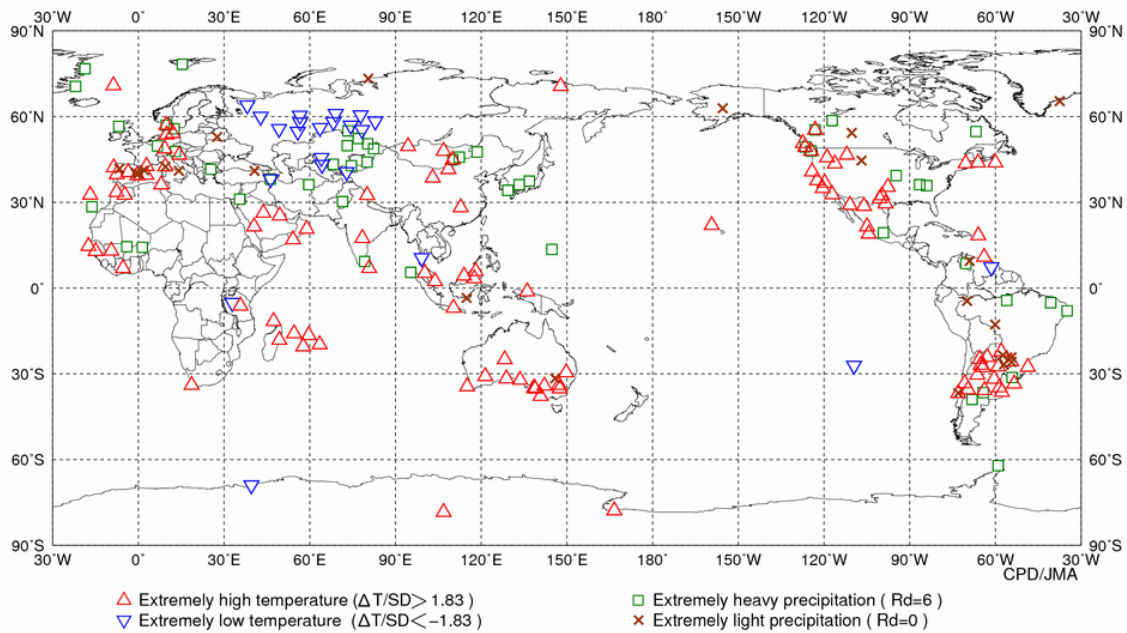 30°W 0° 30°E 60°E 90°E 120°E 150°E 180° 150°W 120°W 90°W 60°W 30°W
90°N 90°N
60°N 60°N
30°N 30°N
0° 0°
30°S 30°S
60°S 60°S
90°S 90°S
30°W 0° 30°E 60°E 90°E 120°E 150°E 180° 150°W 120°W 90°W 60°W 30°W
CPD/JMA
Extremely high temperature (ΔT/SD> 1.83 ) Extremely heavy precipitation ( Rd=6 )
Extremely low temperature (ΔT/SD<−1.83) Extremely light precipitation ( Rd=0 )